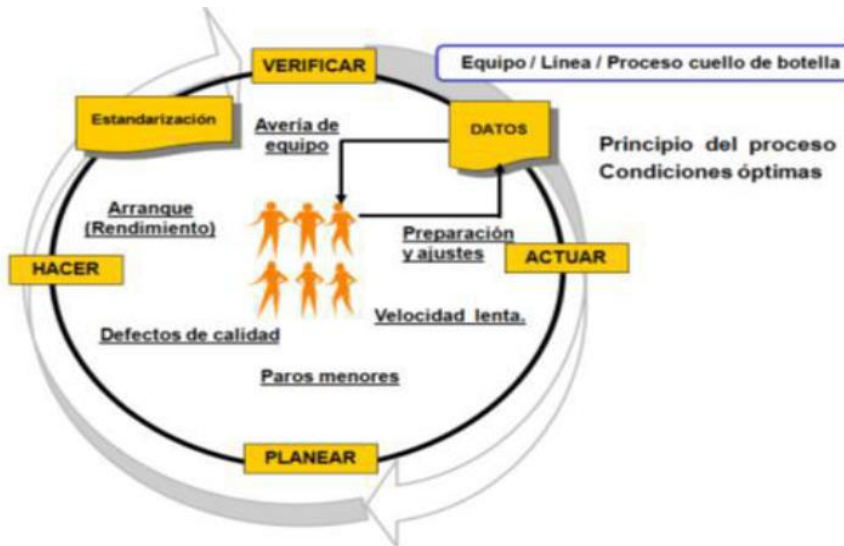 VERIFICAR
Equipo / Linea / Proceso cuello de botella
Estandarización
Avería de
equipo
DATOS
Principio del proceso
Condiciones óptimas
Arranque
(Rendimiento)
Preparación
y ajustes
HACER
ACTUAR
Velocidad lenta.
Defectos de calidad
Paros menores
PLANEAR